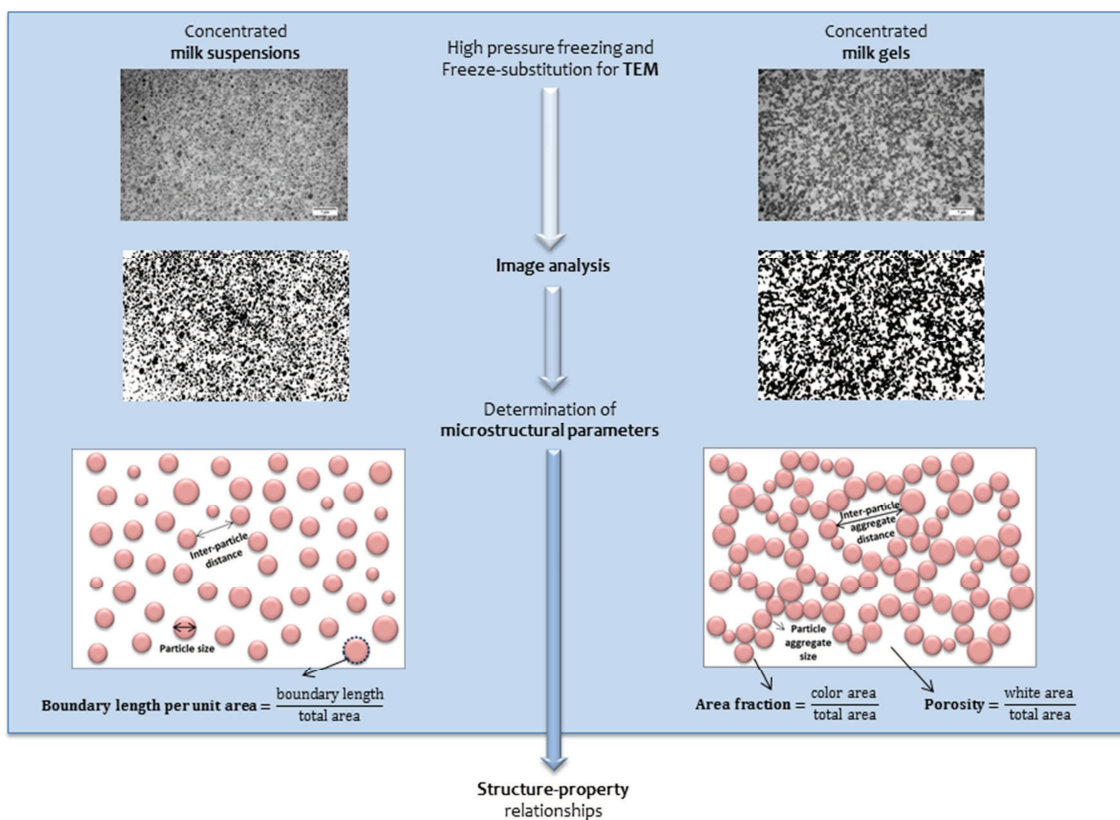 Concentrated
milk suspensions
High pressure freezing and
Freeze-substitution for TEM
Concentrated
milk gels
Image analysis
Determination of
microstructural parameters
Inter-particle
distance
Particle size
Boundary length per unit area = boundary length / total area
Inter-particle
aggregate
distance
Particle
aggregate
size
Area fraction = color area / total area
Porosity = white area / total area
Structure-property
relationships